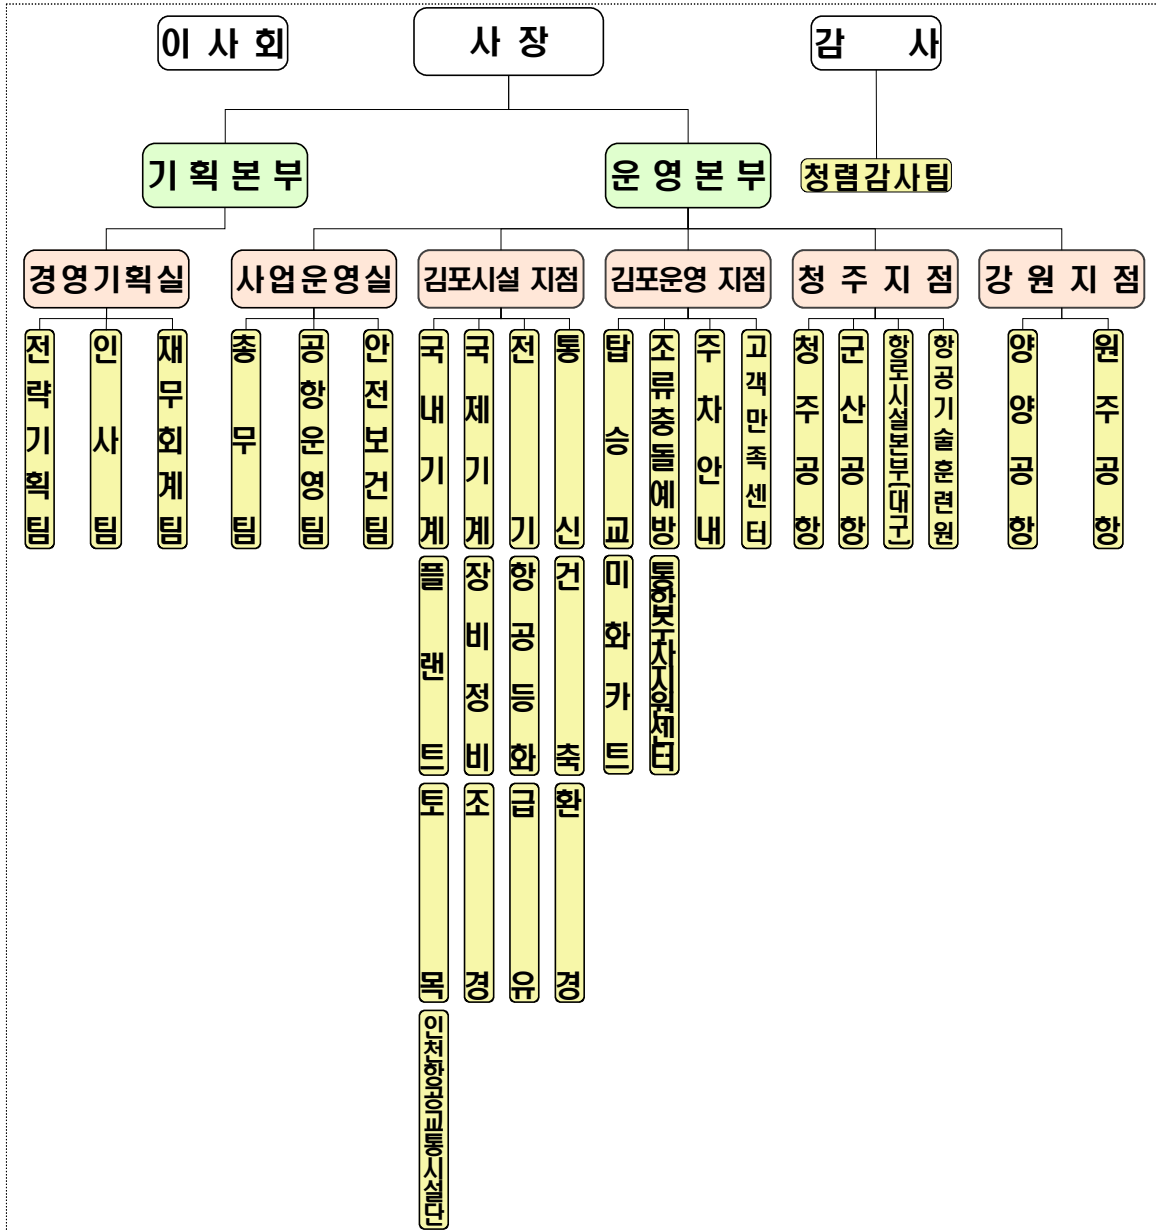 이 사 회
사 장
감 사
기 획 본 부
운 영 본 부
청렴감사팀
경영기획실
사업운영실
김포시설 지점
김포운영 지점
청 주 지 점
강 원 지 점
전략기획팀
인사팀
재무회계팀
총무팀
공항운영팀
안전보건팀
국내기계
국제기계
전기
통신
탑승교
조류충돌예방
주차안내
고객만족센터
청주공항
군산공항
항로시설본부(대구)
항공기술훈련원
양양공항
원주공항
플랜트
장비정비
항공등화
건축
미화카트
통합보수자지원센터
토목
조경
급유
환경
인천항공교통시설단